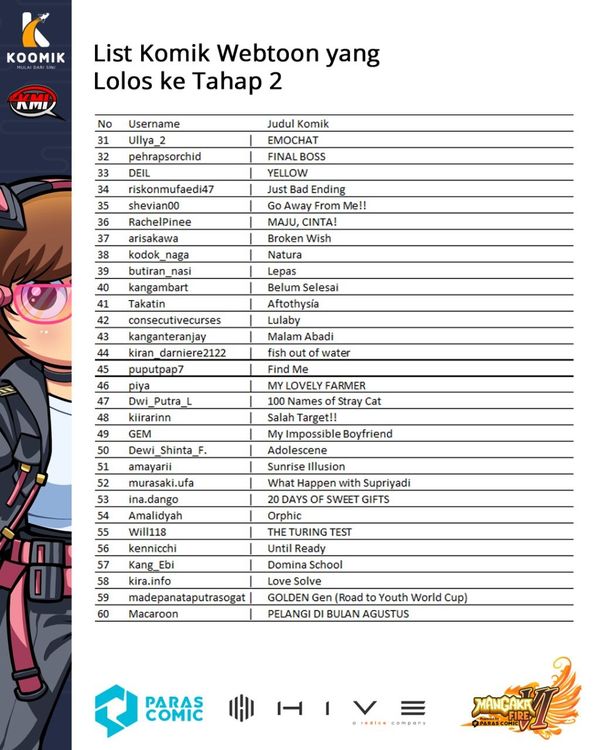 KOOMIK
MULAI DARI SINI
KMI
List Komik Webtoon yang
Lolos ke Tahap 2
No Username Judul Komik
31 Ullya_2 | EMOCHAT
32 pehrapsorchid | FINAL BOSS
33 DEIL | YELLOW
34 riskonmufaedi47 | Just Bad Ending
35 shevian00 | Go Away From Me!!
36 RachelPinee | MAJU, CINTA!
37 arisakawa | Broken Wish
38 kodok_naga | Natura
39 butiran_nasi | Lepas
40 kangambart | Belum Selesai
41 Takatin | Aftothysía
42 consecutivecurses | Lulaby
43 kanganteranjay | Malam Abadi
44 kiran_darniere2122 | fish out of water
45 puputpap7 | Find Me
46 piya | MY LOVELY FARMER
47 Dwi_Putra_L | 100 Names of Stray Cat
48 kiirarinn | Salah Target!!
49 GEM | My Impossible Boyfriend
50 Dewi_Shinta_F. | Adolescene
51 amayarii | Sunrise Illusion
52 murasaki.ufa | What Happen with Supriyadi
53 ina.dango | 20 DAYS OF SWEET GIFTS
54 Amalidyah | Orphic
55 Will118 | THE TURING TEST
56 kennicchi | Until Ready
57 Kang_Ebi | Domina School
58 kira.info | Love Solve
59 madepanataputrasogat | GOLDEN Gen (Road to Youth World Cup)
60 Macaroon | PELANGI DI BULAN AGUSTUS
PARAS
COMIC
HIVE
a redice company
MANGAKA
FIRE VI
PARAS COMIC